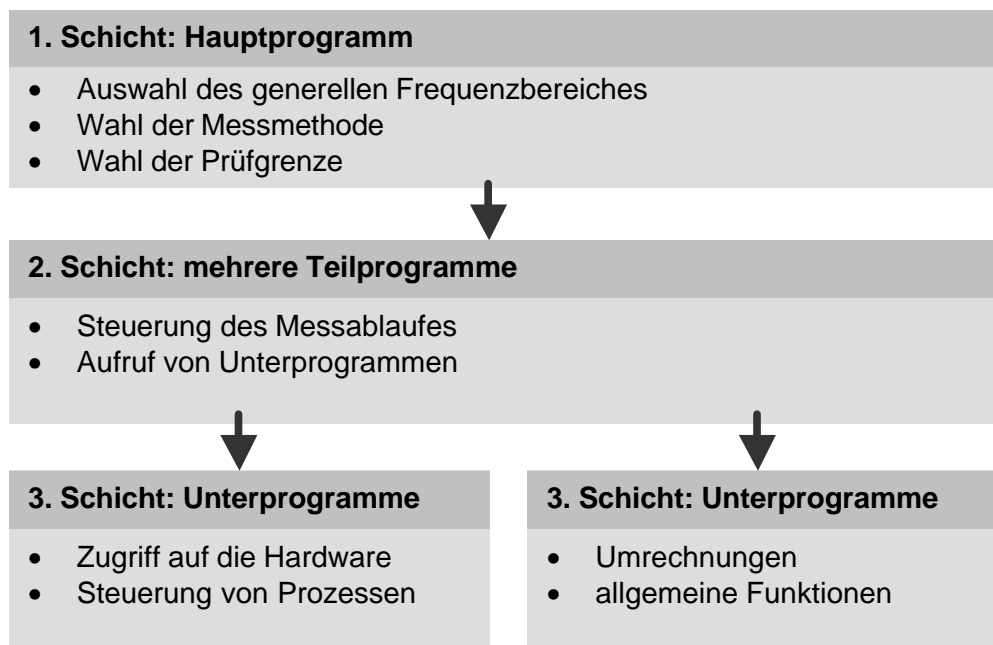 1. Schicht: Hauptprogramm
• Auswahl des generellen Frequenzbereiches
• Wahl der Messmethode
• Wahl der Prüfgrenze
2. Schicht: mehrere Teilprogramme
• Steuerung des Messablaufes
• Aufruf von Unterprogrammen
3. Schicht: Unterprogramme
• Zugriff auf die Hardware
• Steuerung von Prozessen
3. Schicht: Unterprogramme
• Umrechnungen
• allgemeine Funktionen